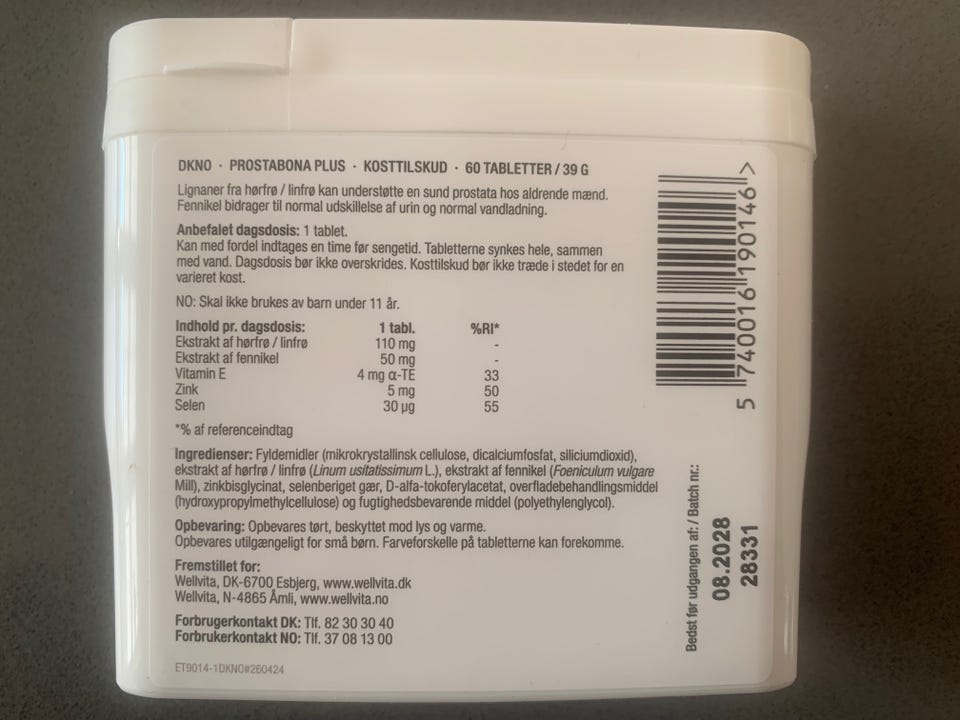 DKNO · PROSTABONA PLUS · KOSTTILSKUD · 60 TABLETTER / 39 G
Lignaner fra hørfrø / linfrø kan understøtte en sund prostata hos aldrende mænd.
Fennikel bidrager til normal udskillelse af urin og normal vandladning.
Anbefalet dagsdosis: 1 tablet.
Kan med fordel indtages en time før sengetid. Tabletterne synkes hele, sammen
med vand. Dagsdosis bør ikke overskrides. Kosttilskud bør ikke træde i stedet for en
varieret kost.
NO: Skal ikke brukes av barn under 11 år.
Indhold pr. dagsdosis: 1 tabl. %RI*
Ekstrakt af hørfrø / linfrø 110 mg -
Ekstrakt af fennikel 50 mg -
Vitamin E 4 mg α-TE 33
Zink 5 mg 50
Selen 30 µg 55
*% af referenceindtag
Ingredienser: Fyldemidler (mikrokrystallinsk cellulose, dicalciumfosfat, siliciumdioxid),
ekstrakt af hørfrø / linfrø (Linum usitatissimum L.), ekstrakt af fennikel (Foeniculum vulgare
Mill), zinkbisglycinat, selenberiget gær, D-alfa-tokoferylacetat, overfladebehandlingsmiddel
(hydroxypropylmethylcellulose) og fugtighedsbevarende middel (polyethylenglycol).
Opbevaring: Opbevares tørt, beskyttet mod lys og varme.
Opbevares utilgængeligt for små børn. Farveforskelle på tabletterne kan forekomme.
Fremstillet for:
Wellvita, DK-6700 Esbjerg, www.wellvita.dk
Wellvita, N-4865 Åmli, www.wellvita.no
Forbrugerkontakt DK: Tlf. 82 30 30 40
Forbrukerkontakt NO: Tlf. 37 08 13 00
ET9014-1DKNO#260424
5 740016 190146 >
Bedst før udgangen af: / Batch nr.:
08.2028
28331